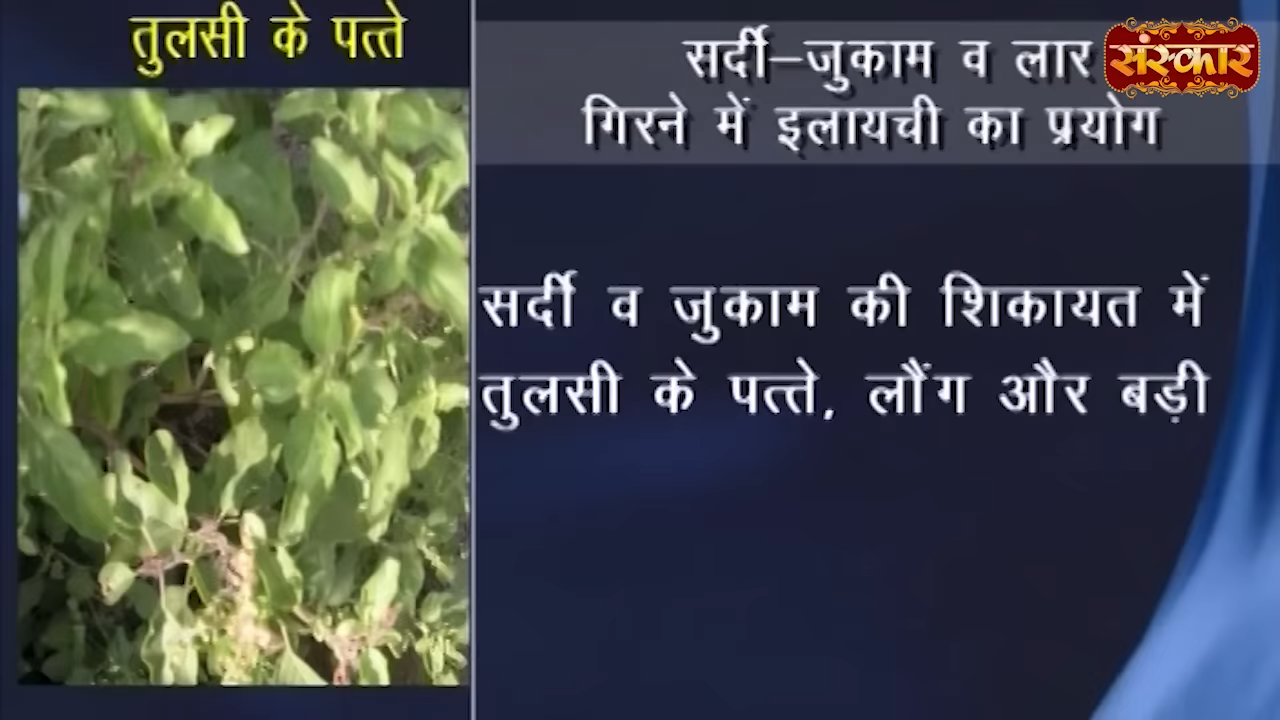 तुलसी के पत्ते
सर्दी–जुकाम व लार
गिरने में इलायची का प्रयोग
संस्कार
सर्दी व जुकाम की शिकायत में
तुलसी के पत्ते, लौंग और बड़ी